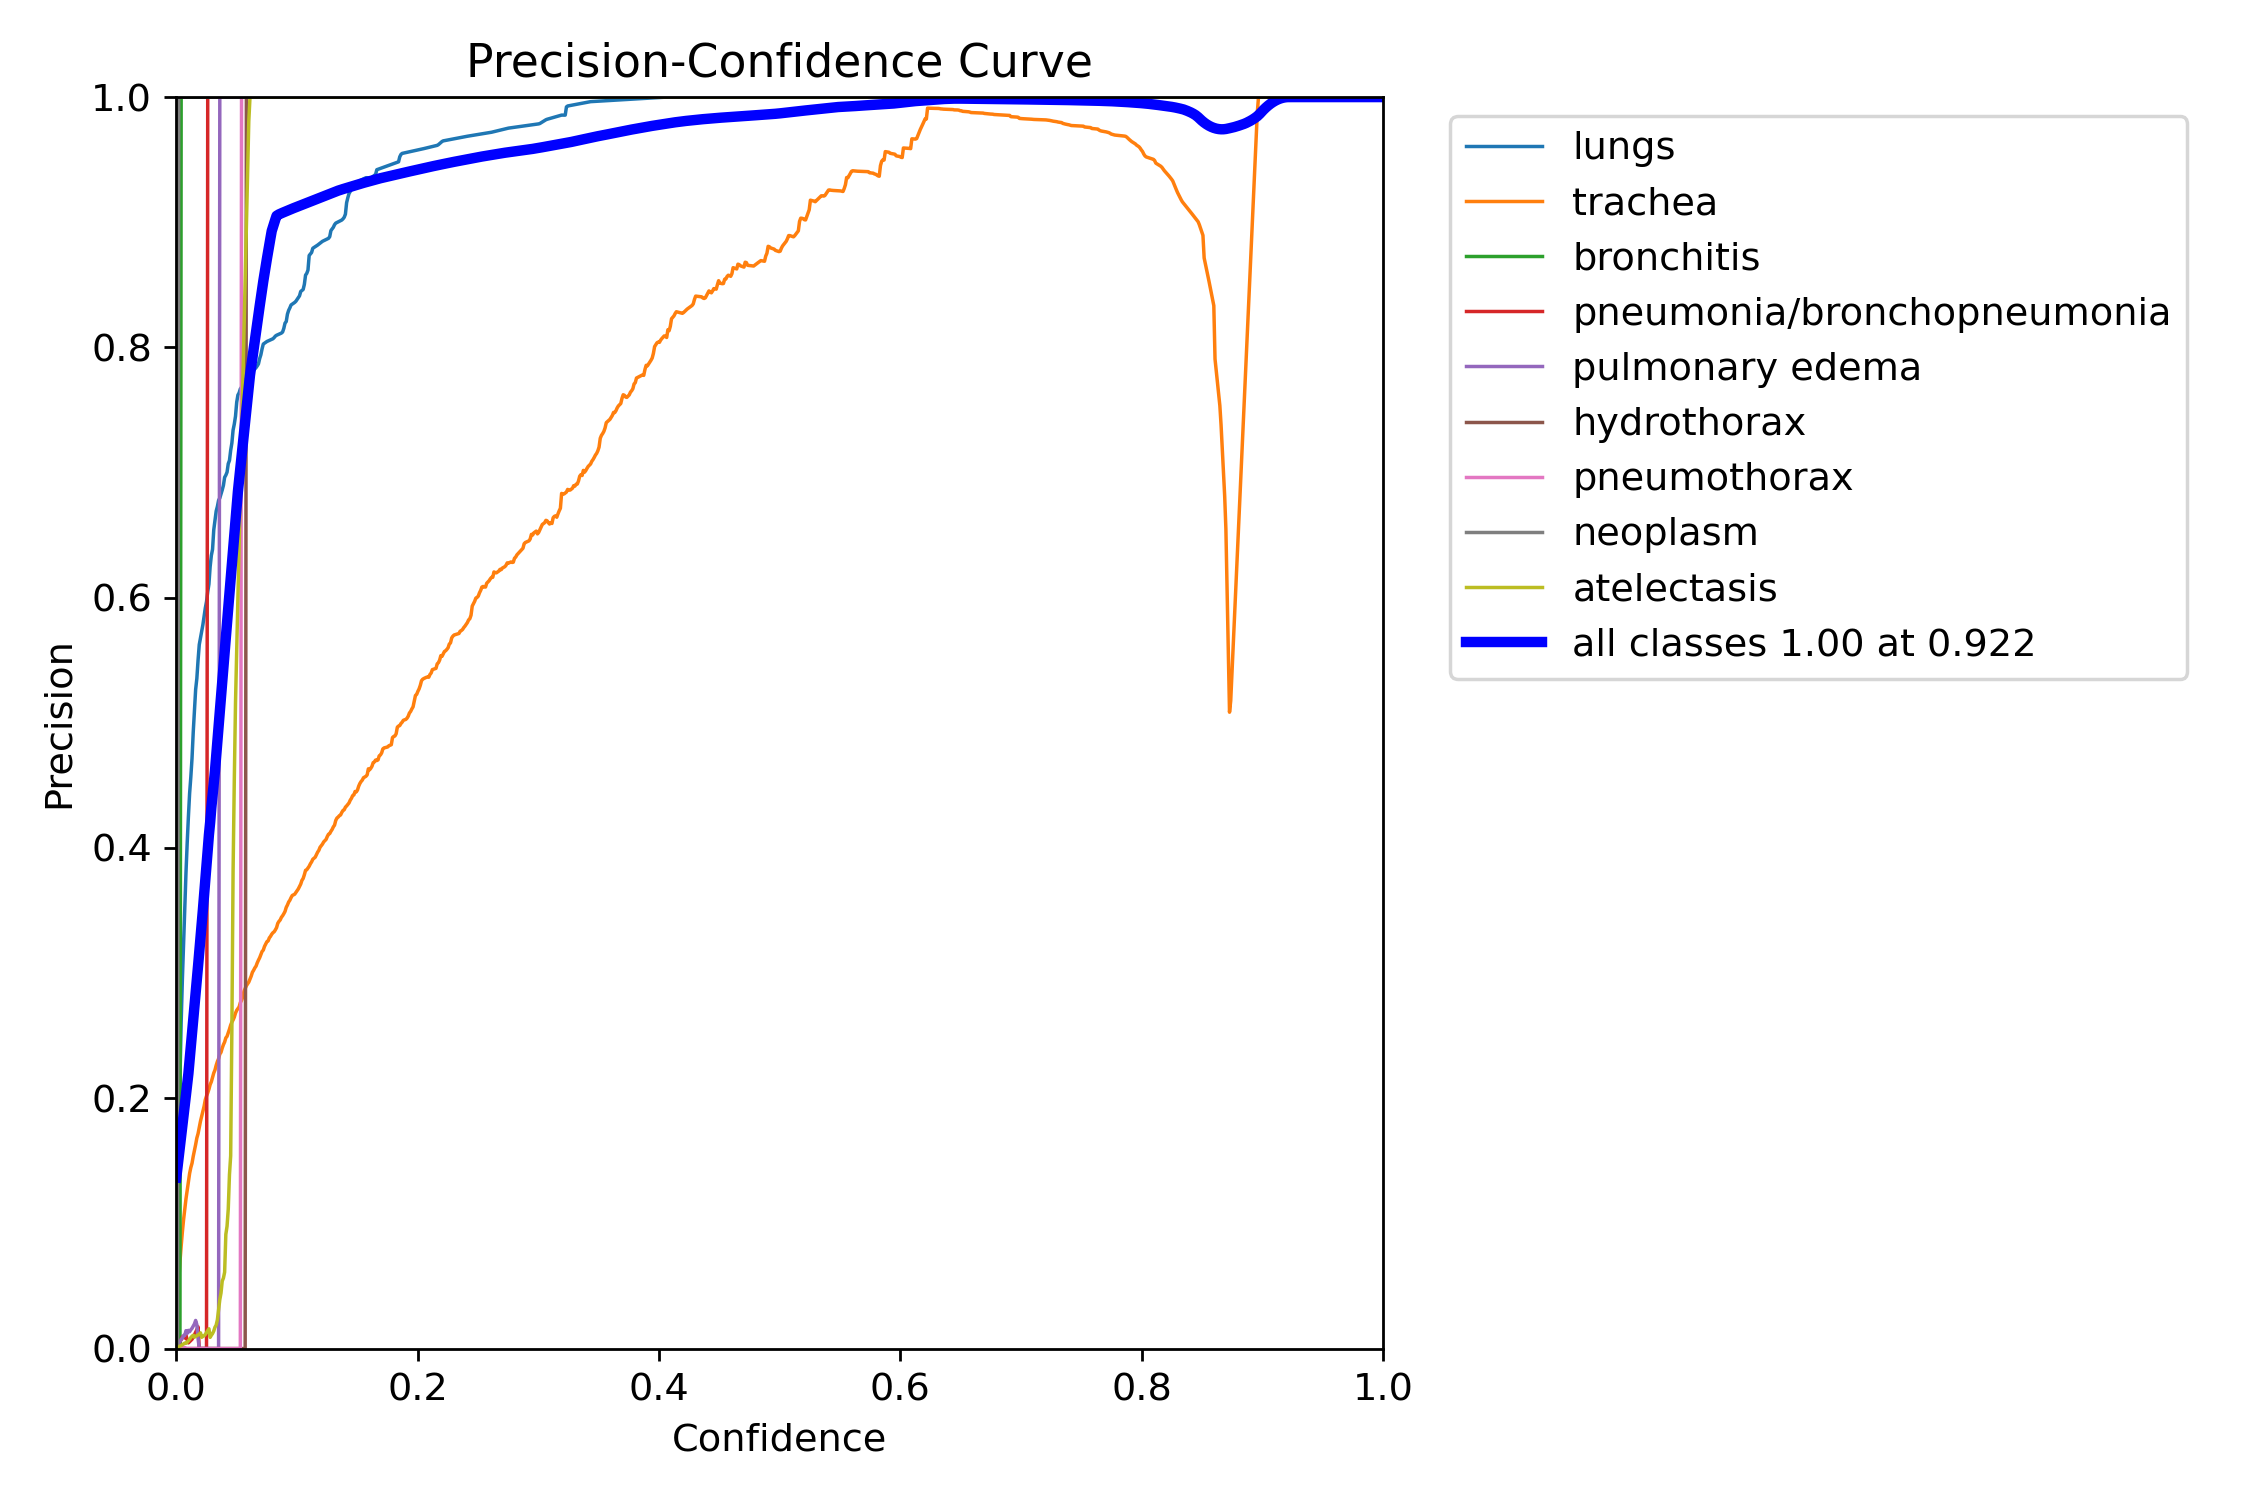 Precision-Confidence Curve
1.0
0.8
0.6
0.4
0.2
0.0
Precision
0.0 0.2 0.4 0.6 0.8 1.0
Confidence
lungs
trachea
bronchitis
pneumonia/bronchopneumonia
pulmonary edema
hydrothorax
pneumothorax
neoplasm
atelectasis
all classes 1.00 at 0.922